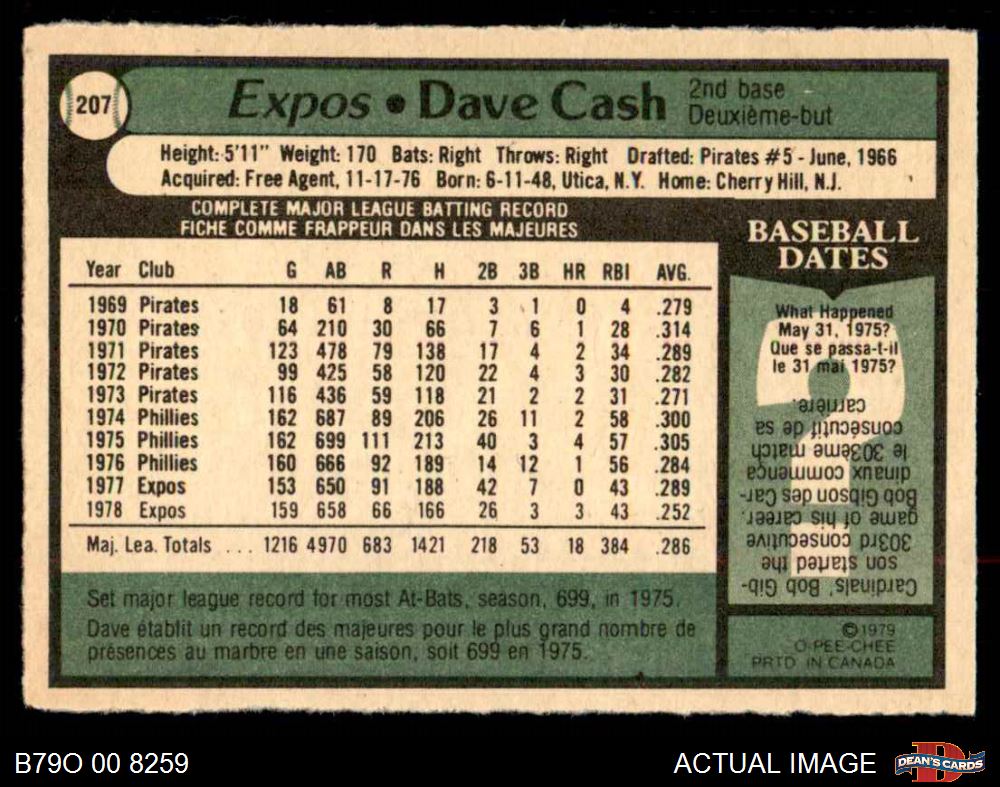 207
Expos • Dave Cash
2nd base
Deuxième-but
Height: 5'11" Weight: 170 Bats: Right Throws: Right Drafted: Pirates #5 - June, 1966
Acquired: Free Agent, 11-17-76 Born: 6-11-48, Utica, N.Y. Home: Cherry Hill, N.J.
COMPLETE MAJOR LEAGUE BATTING RECORD
FICHE COMME FRAPPEUR DANS LES MAJEURES
Year Club G AB R H 2B 3B HR RBI AVG.
1969 Pirates 18 61 8 17 3 1 0 4 .279
1970 Pirates 64 210 30 66 7 6 1 28 .314
1971 Pirates 123 478 79 138 17 4 2 34 .289
1972 Pirates 99 425 58 120 22 4 3 30 .282
1973 Pirates 116 436 59 118 21 2 2 31 .271
1974 Phillies 162 687 89 206 26 11 2 58 .300
1975 Phillies 162 699 111 213 40 3 4 57 .305
1976 Phillies 160 666 92 189 14 12 1 56 .284
1977 Expos 153 650 91 188 42 7 0 43 .289
1978 Expos 159 658 66 166 26 3 3 43 .252
Maj. Lea. Totals ... 1216 4970 683 1421 218 53 18 384 .286
Set major league record for most At-Bats, season, 699, in 1975.
Dave établit un record des majeures pour le plus grand nombre de
présences au marbre en une saison, soit 699 en 1975.
BASEBALL
DATES
What Happened
May 31, 1975?
Que se passa-t-il
le 31 mai 1975?
Cardinals' Bob Gib-
son started the
303rd consecutive
game of his career.
Bob Gibson des Car-
dinaux commença
le 303ème match
consécutif de sa
carrière.
©1979
O-PEE-CHEE
PRTD IN CANADA
B79O 00 8259
ACTUAL IMAGE
DEAN'S CARDS